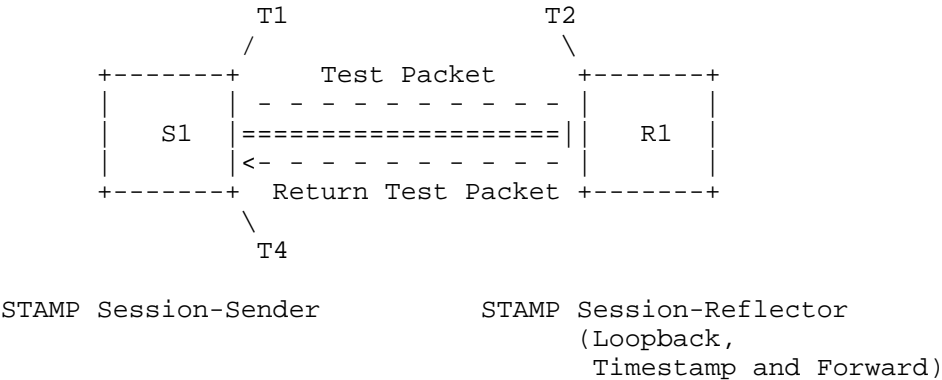 T1                T2
               /                   \
      +-------+     Test Packet     +-------+
      |       | - - - - - - - - - - |       |
      |   S1  |====================||   R1  |
      |       |<- - - - - - - - - - |       |
      +-------+  Return Test Packet +-------+
               \
                T4
STAMP Session-Sender          STAMP Session-Reflector
                                    (Loopback,
                                     Timestamp and Forward)